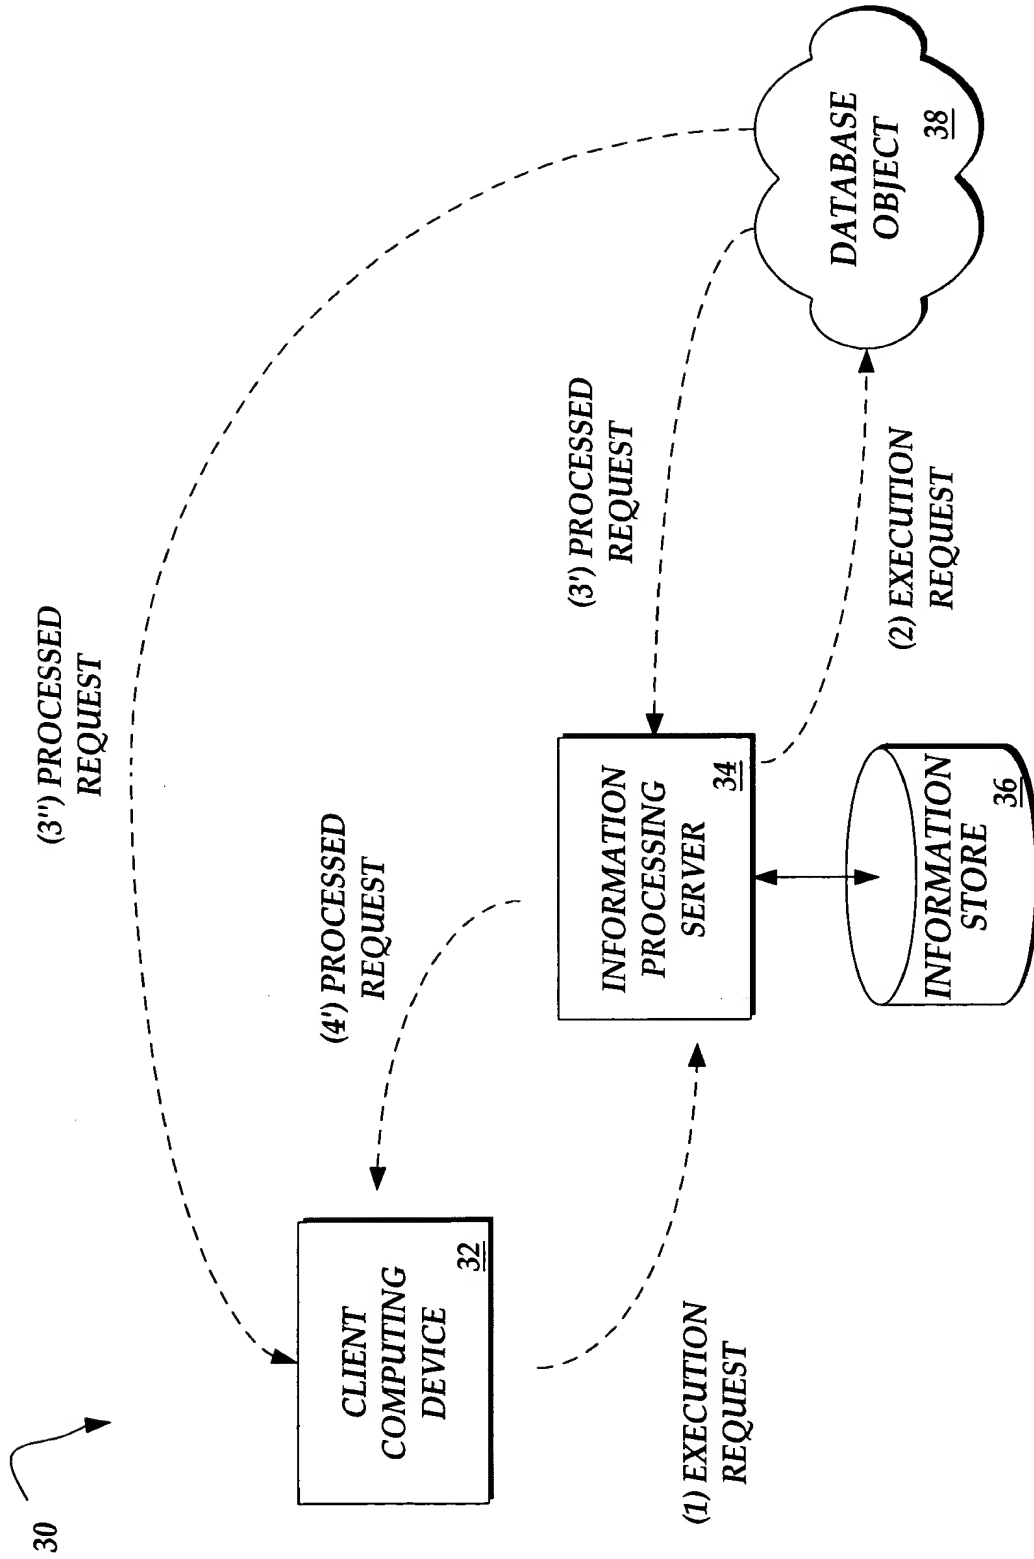 30
(3") PROCESSED
REQUEST
(4') PROCESSED
REQUEST
(3') PROCESSED
REQUEST
CLIENT
COMPUTING
DEVICE
32
INFORMATION
PROCESSING
SERVER
34
DATABASE
OBJECT
38
(1) EXECUTION
REQUEST
(2) EXECUTION
REQUEST
INFORMATION
STORE
36